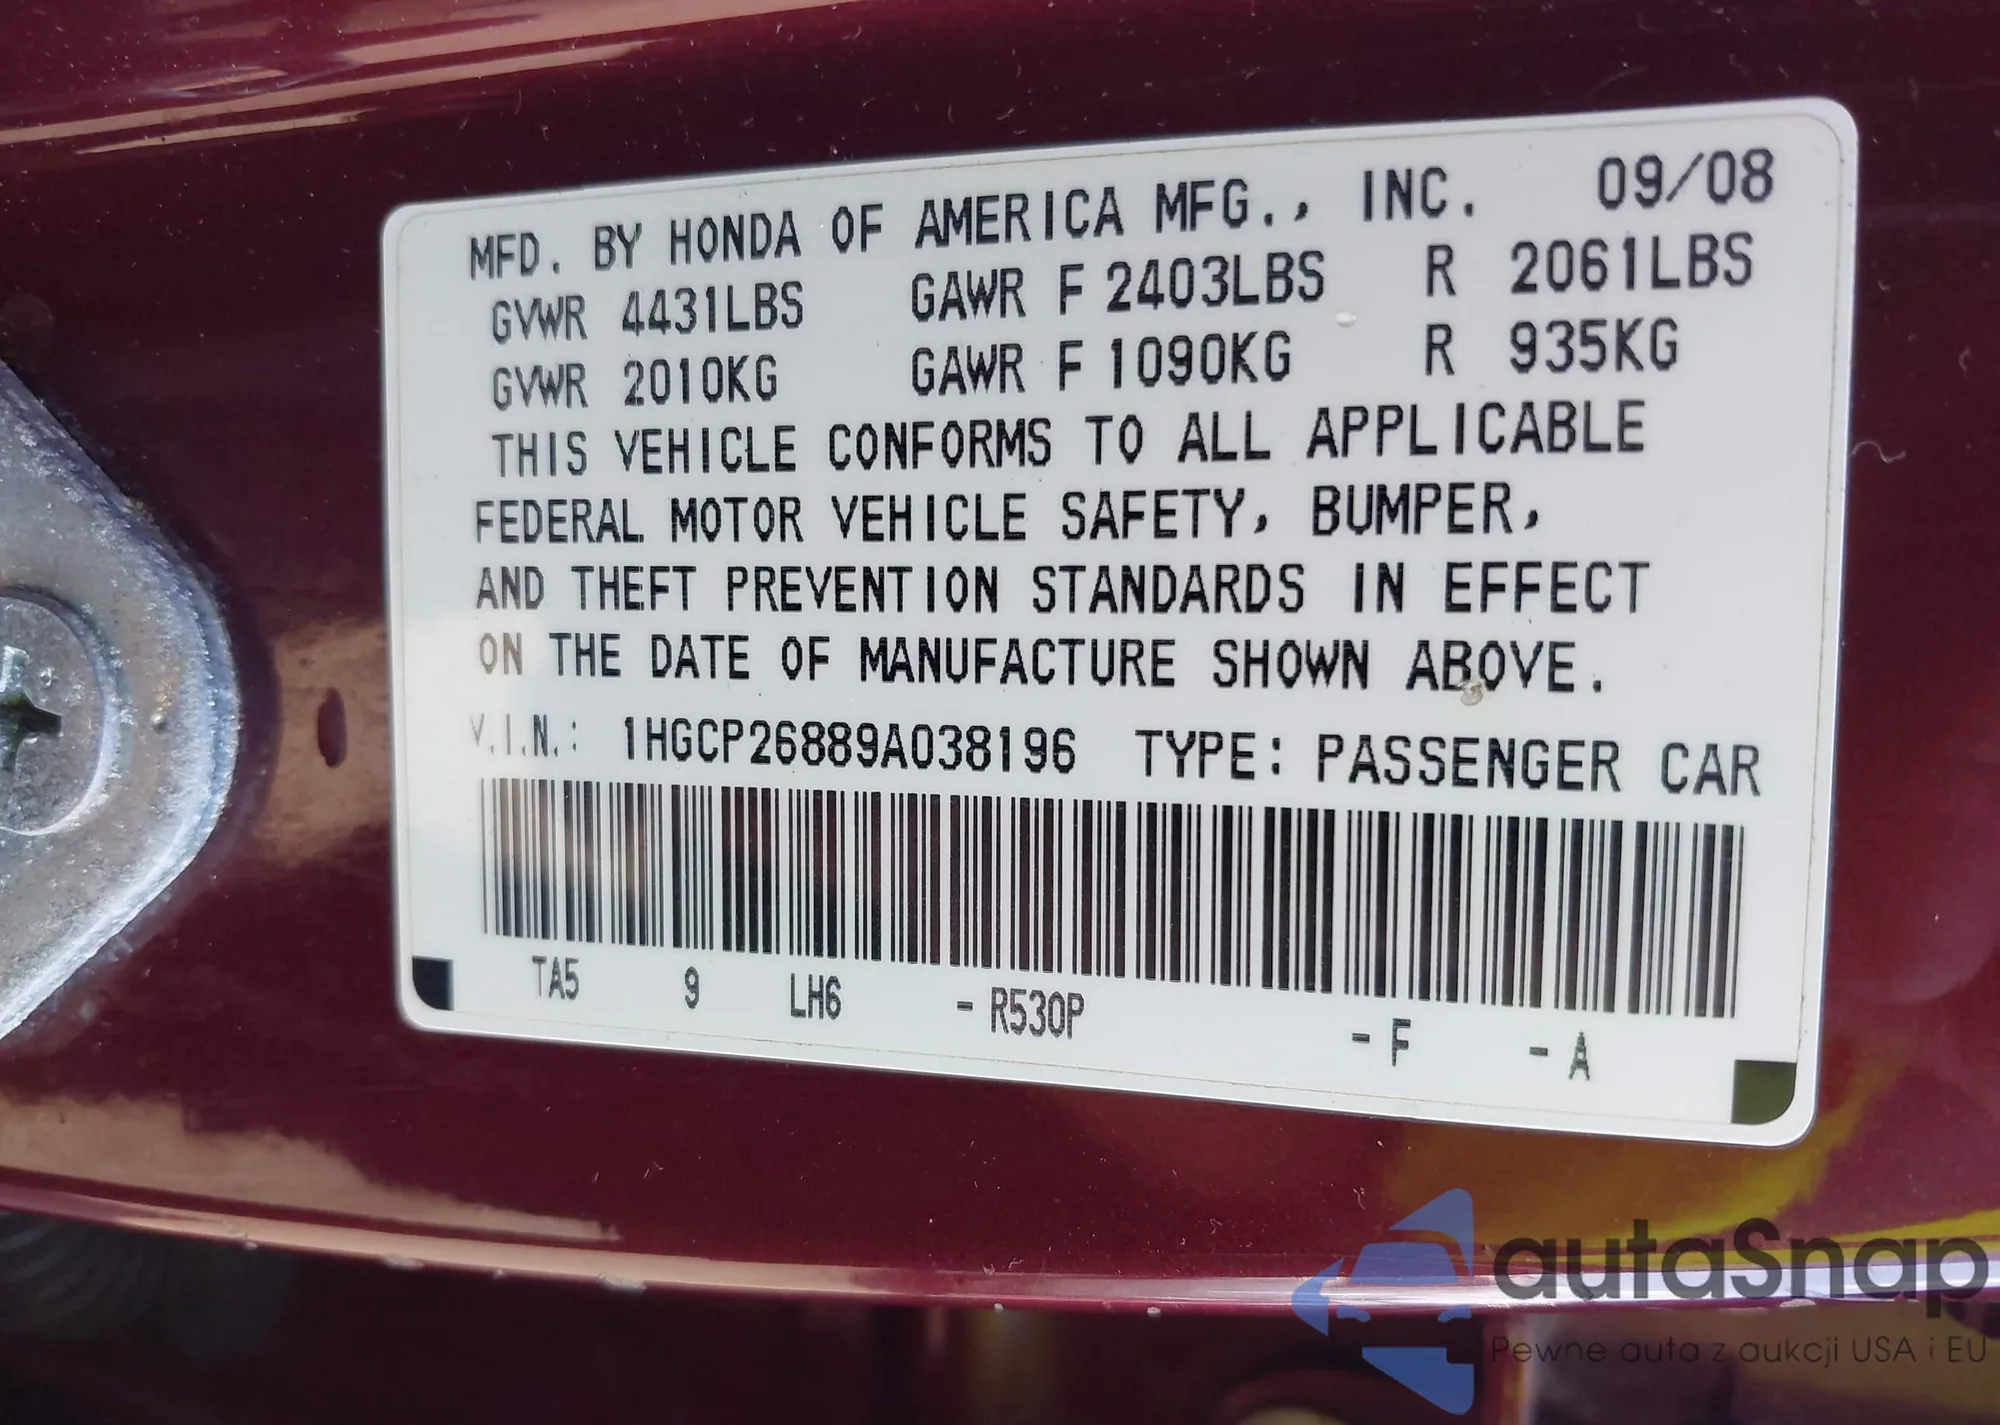 MFD. BY HONDA OF AMERICA MFG., INC. 09/08
GVWR 4431LBS GAWR F 2403LBS R 2061LBS
GVWR 2010KG GAWR F 1090KG R 935KG
THIS VEHICLE CONFORMS TO ALL APPLICABLE
FEDERAL MOTOR VEHICLE SAFETY, BUMPER,
AND THEFT PREVENTION STANDARDS IN EFFECT
ON THE DATE OF MANUFACTURE SHOWN ABOVE.
V.I.N.: 1HGCP26889A038196 TYPE: PASSENGER CAR
TA5 9 LH6 - R530P - F - A
autaSnap
Pewne auta z aukcji USA i EU